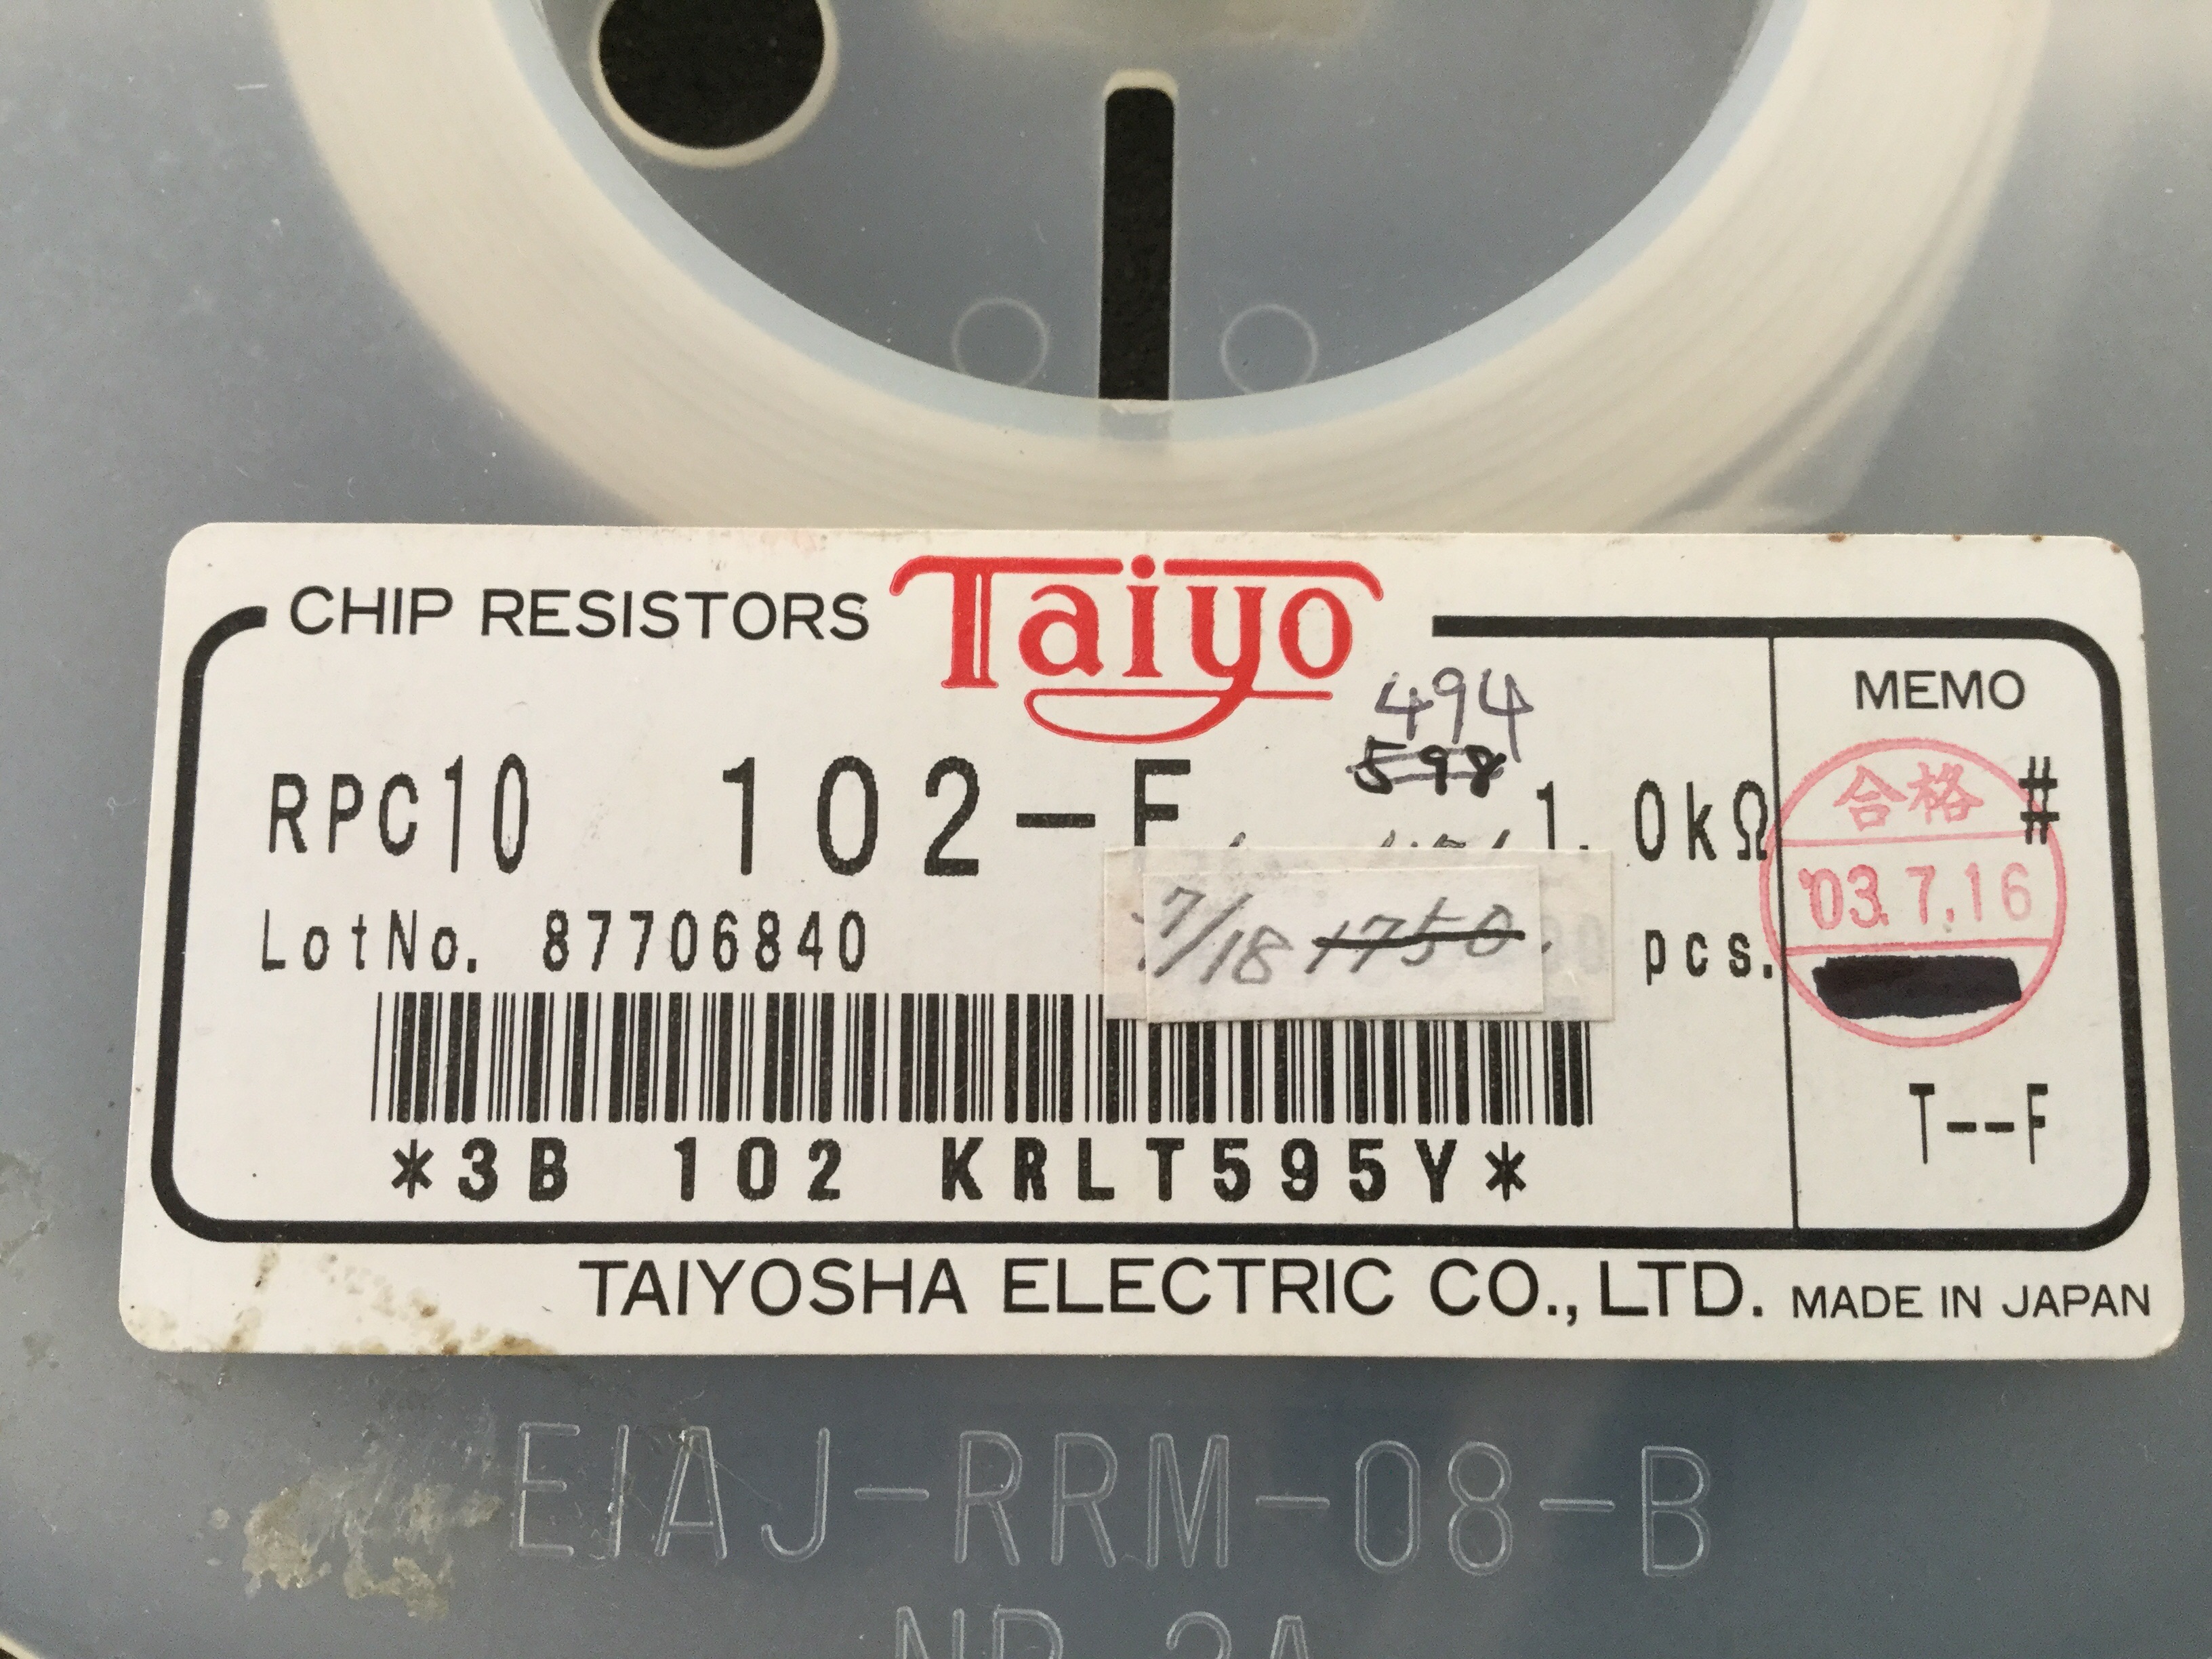 CHIP RESISTORS Taiyo
MEMO
494
598
RPC10 102-F 1.0kΩ #
合格
'03.7.16
LotNo. 87706840 7/18 1750 pcs.
*3B 102 KRLT595Y*
T--F
TAIYOSHA ELECTRIC CO., LTD. MADE IN JAPAN
EIAJ-RRM-08-B